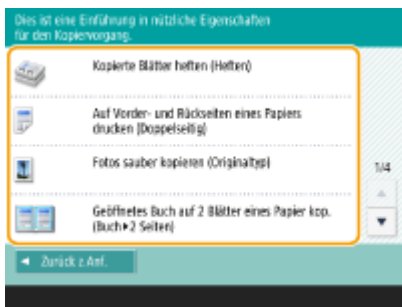 Dies ist eine Einführung in nützliche Eigenschaften
für den Kopiervorgang.
Kopierte Blätter heften (Heften)
Auf Vorder- und Rückseiten eines Papiers
drucken (Doppelseitig)
Fotos sauber kopieren (Originaltyp)
1/4
Geöffnetes Buch auf 2 Blätter eines Papier kop.
(Buch▶2 Seiten)
◀ Zurück z.Anf.